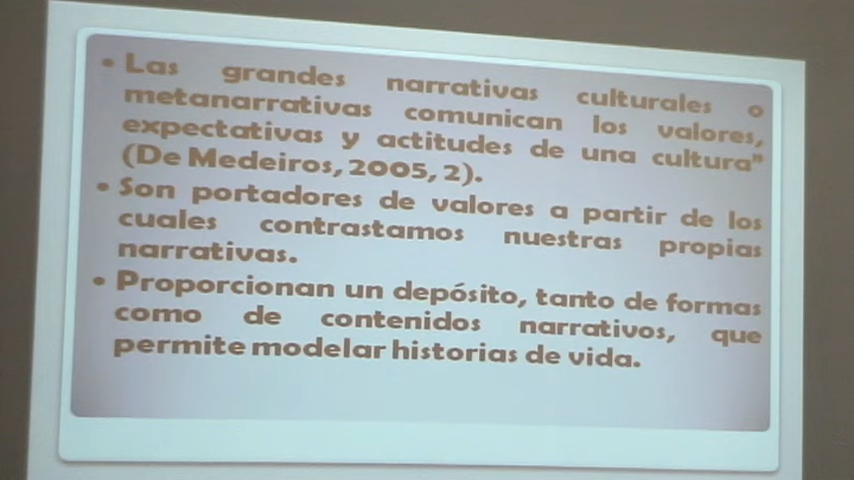 • Las grandes narrativas culturales o
metanarrativas comunican los valores,
expectativas y actitudes de una cultura”
(De Medeiros, 2005, 2).
• Son portadores de valores a partir de los
cuales contrastamos nuestras propias
narrativas.
• Proporcionan un depósito, tanto de formas
como de contenidos narrativos, que
permite modelar historias de vida.